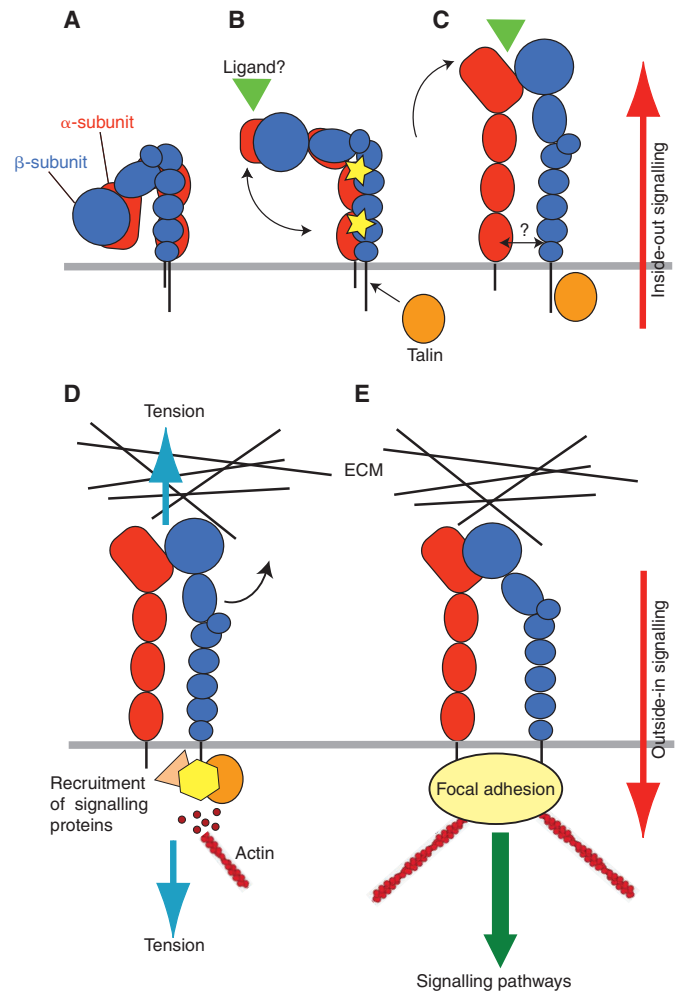 A
B
C
Ligand?
α-subunit
β-subunit
?
Talin
Inside-out signalling
D
E
Tension
ECM
Recruitment
of signalling
proteins
Actin
Tension
Focal adhesion
Outside-in signalling
Signalling pathways